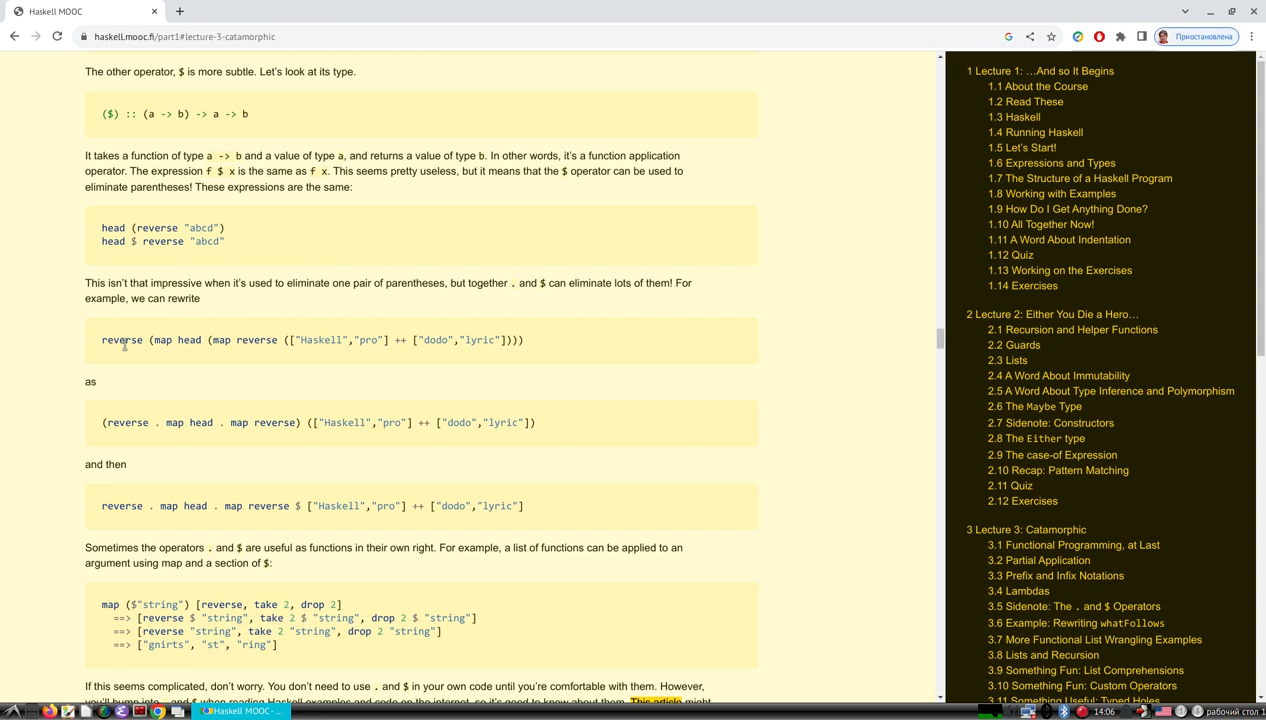 Haskell MOOC
haskell.mooc.fi/part1#lecture-3-catamorphic
Приостановлена
The other operator, $ is more subtle. Let's look at its type.
($) :: (a -> b) -> a -> b
It takes a function of type a -> b and a value of type a, and returns a value of type b. In other words, it's a function application
operator. The expression f $ x is the same as f x. This seems pretty useless, but it means that the $ operator can be used to
eliminate parentheses! These expressions are the same:
head (reverse "abcd")
head $ reverse "abcd"
This isn't that impressive when it's used to eliminate one pair of parentheses, but together . and $ can eliminate lots of them! For
example, we can rewrite
reverse (map head (map reverse (["Haskell","pro"] ++ ["dodo","lyric"])))
as
(reverse . map head . map reverse) (["Haskell","pro"] ++ ["dodo","lyric"])
and then
reverse . map head . map reverse $ ["Haskell","pro"] ++ ["dodo","lyric"]
Sometimes the operators . and $ are useful as functions in their own right. For example, a list of functions can be applied to an
argument using map and a section of $:
map ($"string") [reverse, take 2, drop 2]
==> [reverse $ "string", take 2 $ "string", drop 2 $ "string"]
==> [reverse "string", take 2 "string", drop 2 "string"]
==> ["gnirts", "st", "ring"]
If this seems complicated, don't worry. You don't need to use . and $ in your own code until you're comfortable with them. However,
1 Lecture 1: …And so It Begins
1.1 About the Course
1.2 Read These
1.3 Haskell
1.4 Running Haskell
1.5 Let's Start!
1.6 Expressions and Types
1.7 The Structure of a Haskell Program
1.8 Working with Examples
1.9 How Do I Get Anything Done?
1.10 All Together Now!
1.11 A Word About Indentation
1.12 Quiz
1.13 Working on the Exercises
1.14 Exercises
2 Lecture 2: Either You Die a Hero…
2.1 Recursion and Helper Functions
2.2 Guards
2.3 Lists
2.4 A Word About Immutability
2.5 A Word About Type Inference and Polymorphism
2.6 The Maybe Type
2.7 Sidenote: Constructors
2.8 The Either type
2.9 The case-of Expression
2.10 Recap: Pattern Matching
2.11 Quiz
2.12 Exercises
3 Lecture 3: Catamorphic
3.1 Functional Programming, at Last
3.2 Partial Application
3.3 Prefix and Infix Notations
3.4 Lambdas
3.5 Sidenote: The . and $ Operators
3.6 Example: Rewriting whatFollows
3.7 More Functional List Wrangling Examples
3.8 Lists and Recursion
3.9 Something Fun: List Comprehensions
3.10 Something Fun: Custom Operators
3.11 Something Useful: Typed Holes
Haskell MOOC - ...
14:06
рабочий стол 1